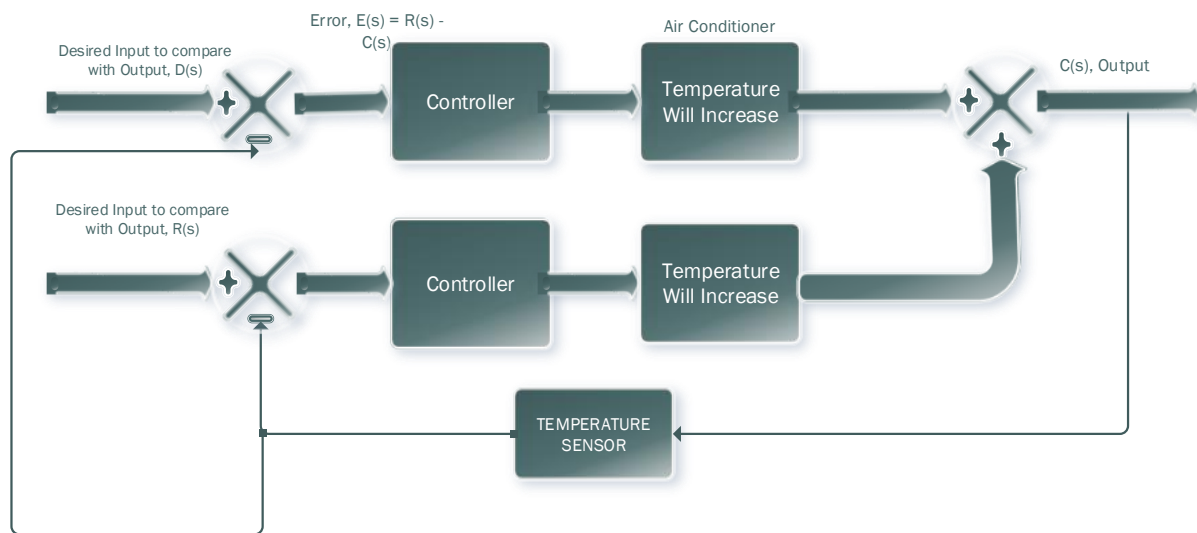 Error, E(s) = R(s) -
C(s)
Air Conditioner
Desired Input to compare
with Output, D(s)
C(s), Output
Controller
Temperature
Will Increase
Desired Input to compare
with Output, R(s)
Controller
Temperature
Will Increase
TEMPERATURE
SENSOR